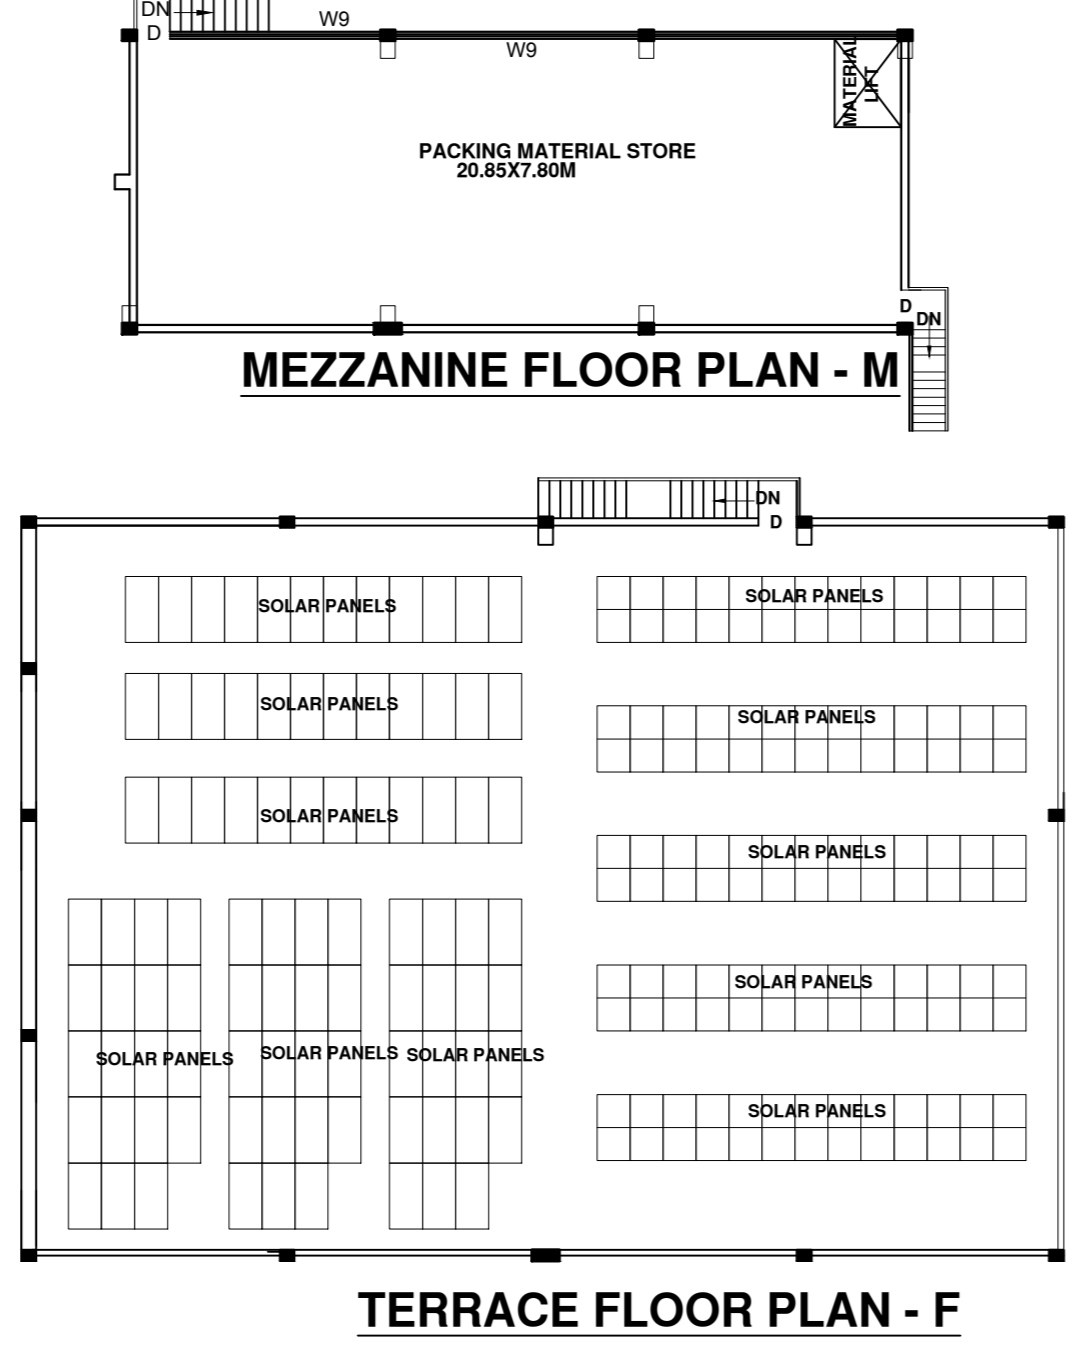 DN
W9
D
W9
MATERIAL
LIFT
PACKING MATERIAL STORE
20.85X7.80M
D
DN
MEZZANINE FLOOR PLAN - M
DN
D
SOLAR PANELS
SOLAR PANELS
SOLAR PANELS
SOLAR PANELS
SOLAR PANELS
SOLAR PANELS
SOLAR PANELS
SOLAR PANELS
SOLAR PANELS
SOLAR PANELS
SOLAR PANELS
TERRACE FLOOR PLAN - F